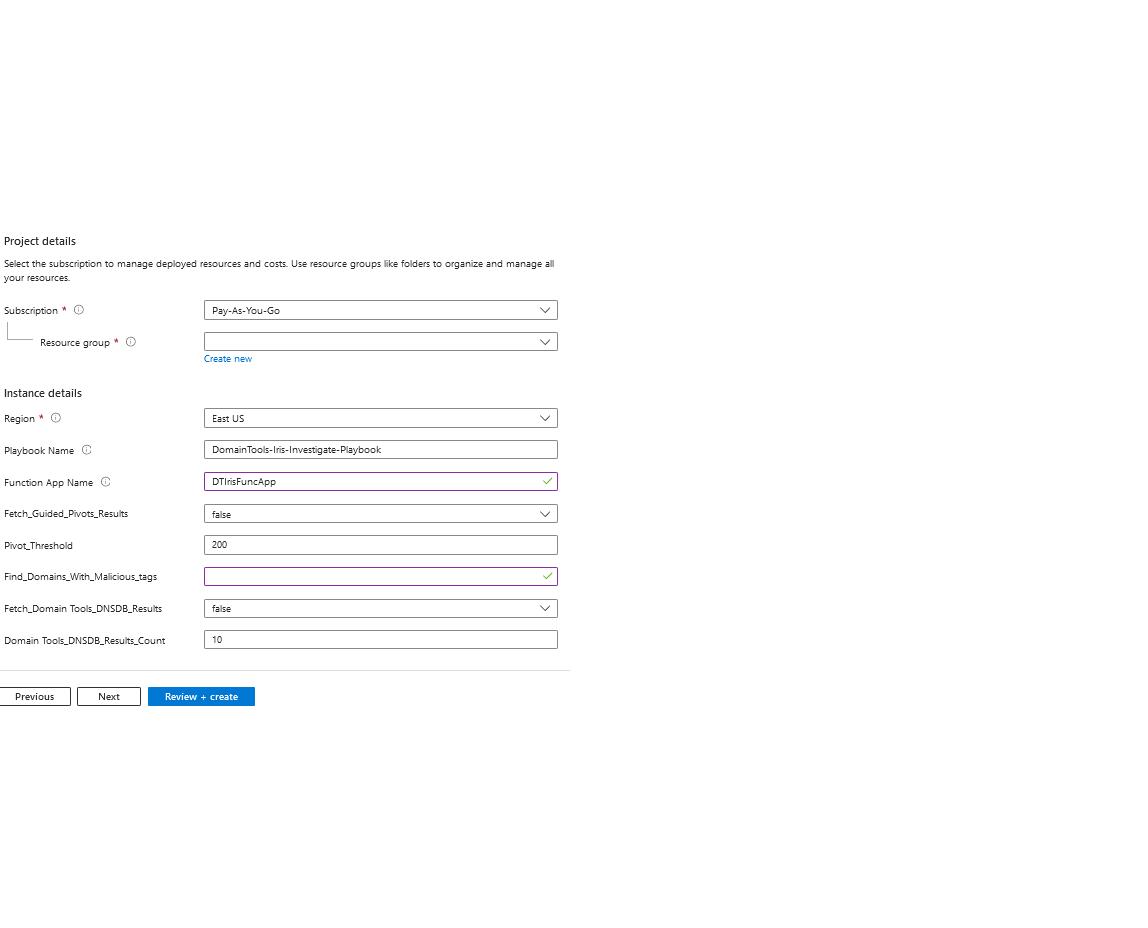 Project details
Select the subscription to manage deployed resources and costs. Use resource groups like folders to organize and manage all
your resources.
Subscription * Pay-As-You-Go
Resource group *
Create new
Instance details
Region * East US
Playbook Name DomainTools-Iris-Investigate-Playbook
Function App Name DTIrisFuncApp
Fetch_Guided_Pivots_Results false
Pivot_Threshold 200
Find_Domains_With_Malicious_tags
Fetch_Domain Tools_DNSDB_Results false
Domain Tools_DNSDB_Results_Count 10
Previous Next Review + create